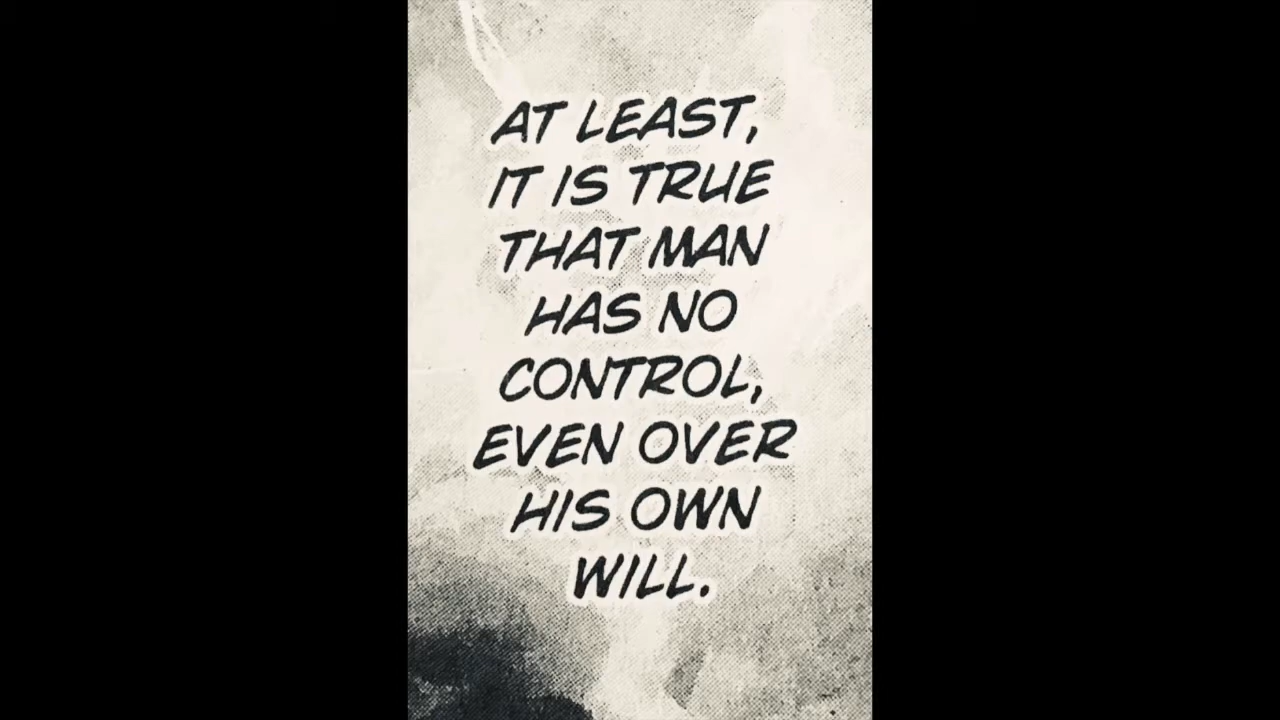 AT LEAST,
IT IS TRUE
THAT MAN
HAS NO
CONTROL,
EVEN OVER
HIS OWN
WILL.